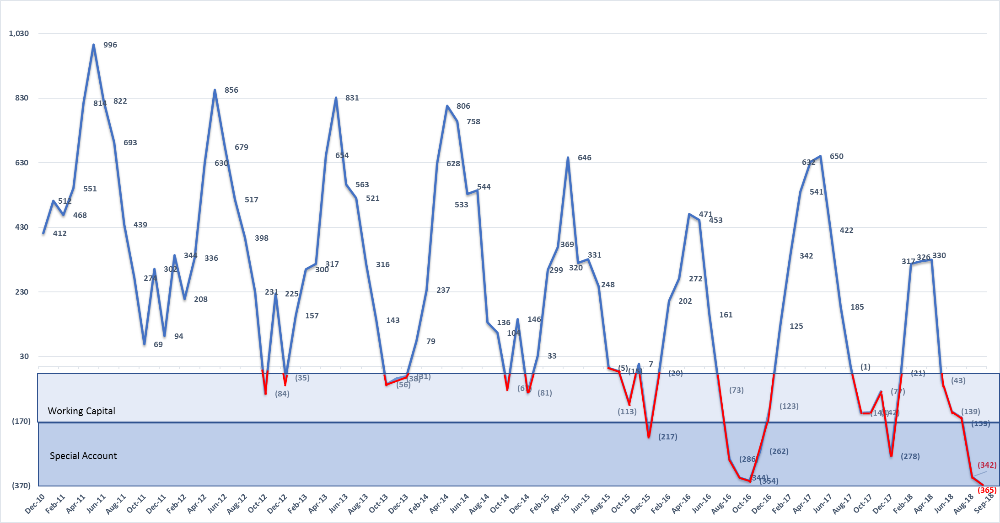 1,030
830
630
430
230
30
(170)
(370)
412
512
468
551
814
996
822
693
439
274
69
302
94
344
208
336
630
856
679
517
398
231
(84)
225
(35)
157
300
317
654
831
563
521
316
143
(56)
(38)
(31)
79
237
628
806
758
533
544
136
104
146
(81)
33
299
369
646
320
331
248
(5)
(15)
(113)
7
(217)
(20)
202
272
471
453
161
(73)
(286)
(344)
(354)
(262)
(123)
125
342
541
632
650
422
185
(1)
(142)
(77)
(278)
(21)
317
326
330
(43)
(139)
(159)
(342)
(365)
Working Capital
Special Account
Dec-10
Feb-11
Apr-11
Jun-11
Aug-11
Oct-11
Dec-11
Feb-12
Apr-12
Jun-12
Aug-12
Oct-12
Dec-12
Feb-13
Apr-13
Jun-13
Aug-13
Oct-13
Dec-13
Feb-14
Apr-14
Jun-14
Aug-14
Oct-14
Dec-14
Feb-15
Apr-15
Jun-15
Aug-15
Oct-15
Dec-15
Feb-16
Apr-16
Jun-16
Aug-16
Oct-16
Dec-16
Feb-17
Apr-17
Jun-17
Aug-17
Oct-17
Dec-17
Feb-18
Apr-18
Jun-18
Aug-18
Sep-18